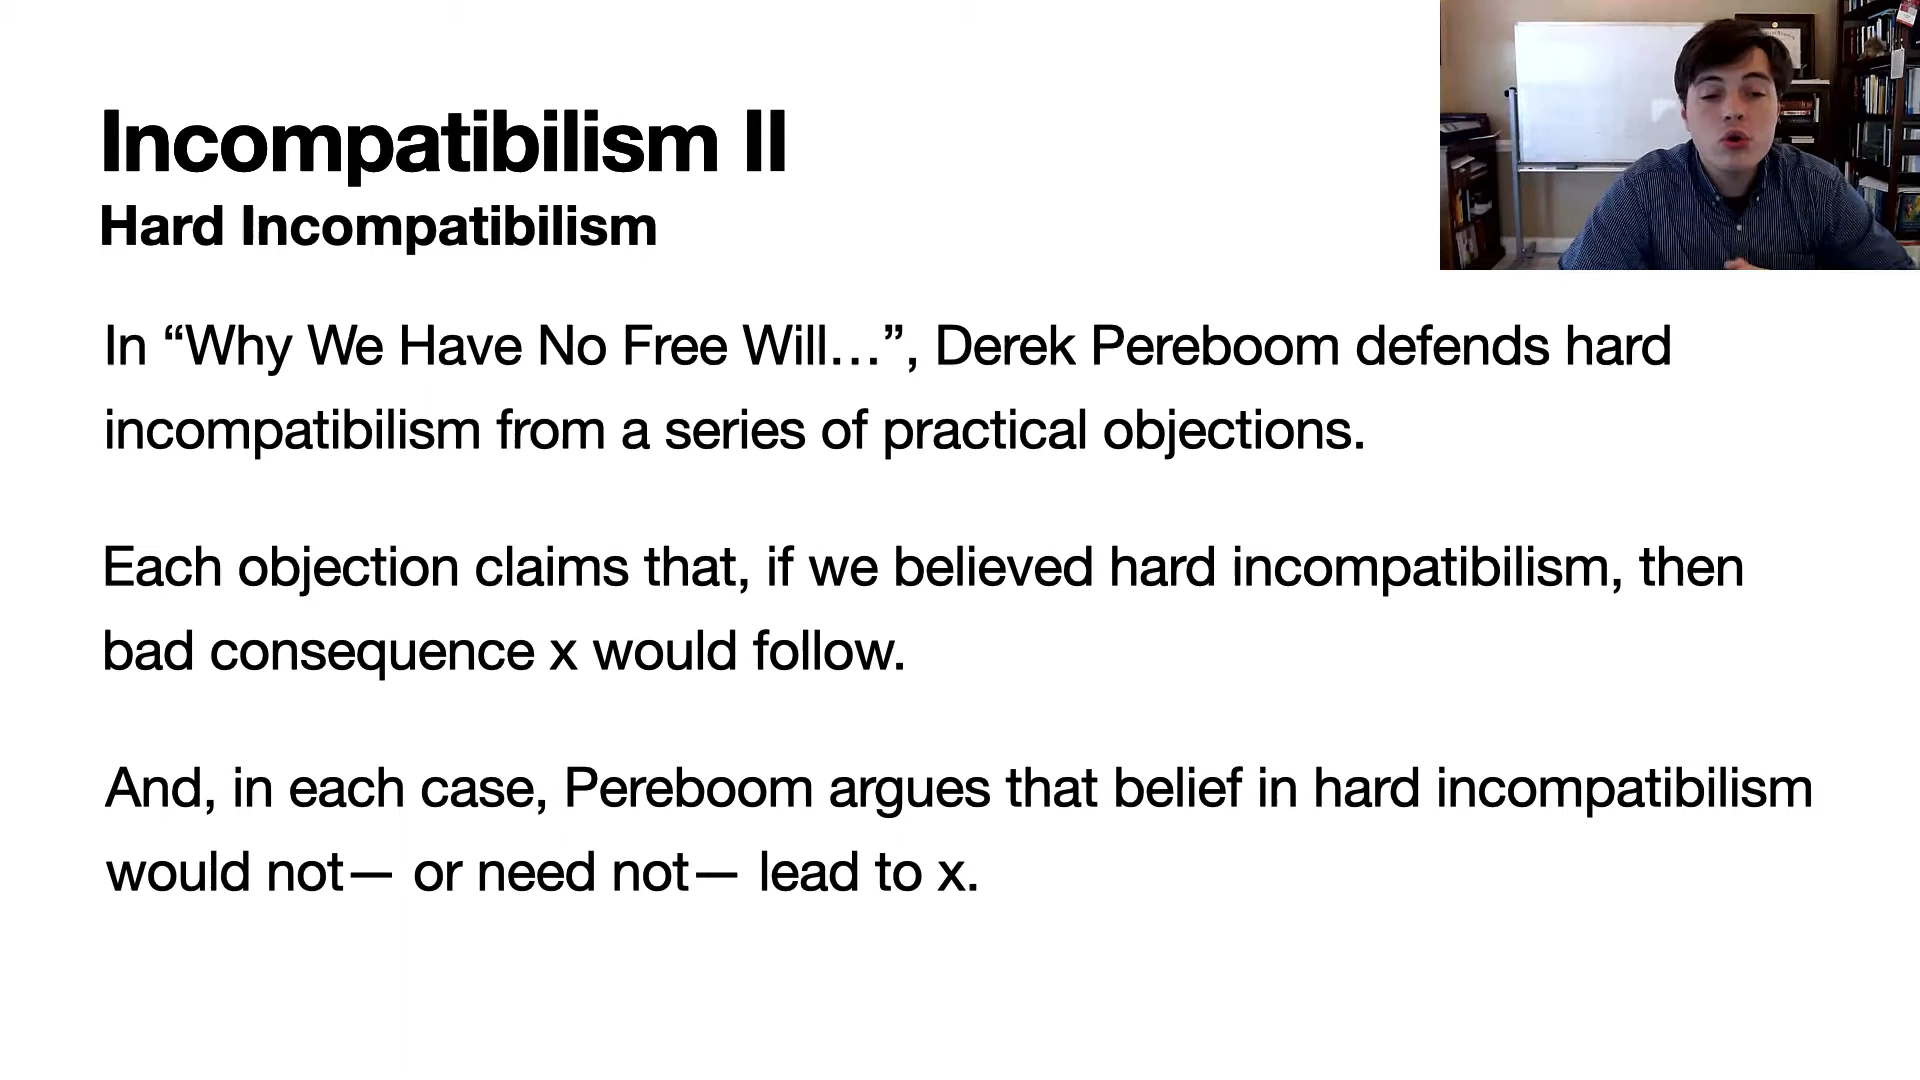 Incompatibilism II
Hard Incompatibilism
In “Why We Have No Free Will…”, Derek Pereboom defends hard
incompatibilism from a series of practical objections.
Each objection claims that, if we believed hard incompatibilism, then
bad consequence x would follow.
And, in each case, Pereboom argues that belief in hard incompatibilism
would not— or need not— lead to x.